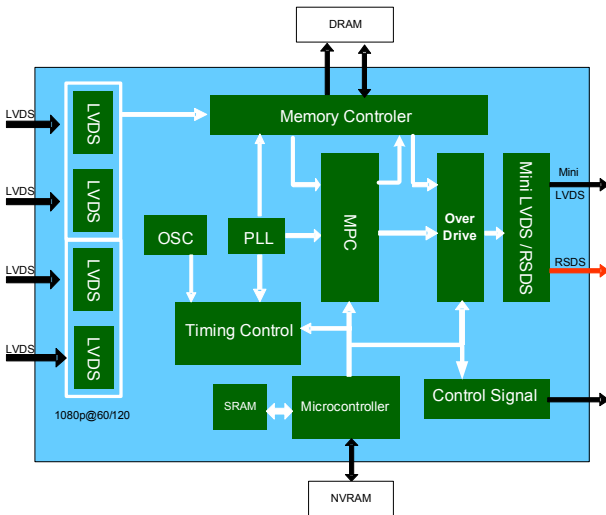 DRAM
LVDS
LVDS
Memory Controler
LVDS
LVDS
MPC
Over
Drive
Mini LVDS /RSDS
Mini
LVDS
OSC
PLL
RSDS
LVDS
LVDS
Timing Control
LVDS
LVDS
1080p@60/120
SRAM
Microcontroller
Control Signal
NVRAM